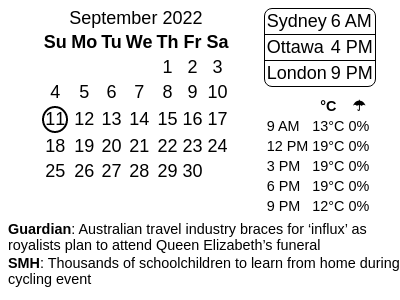 September 2022
Su Mo Tu We Th Fr Sa
1 2 3
4 5 6 7 8 9 10
11 12 13 14 15 16 17
18 19 20 21 22 23 24
25 26 27 28 29 30
Sydney 6 AM
Ottawa 4 PM
London 9 PM
°C ☂
9 AM 13°C 0%
12 PM 19°C 0%
3 PM 19°C 0%
6 PM 19°C 0%
9 PM 12°C 0%
Guardian: Australian travel industry braces for ‘influx’ as
royalists plan to attend Queen Elizabeth’s funeral
SMH: Thousands of schoolchildren to learn from home during
cycling event